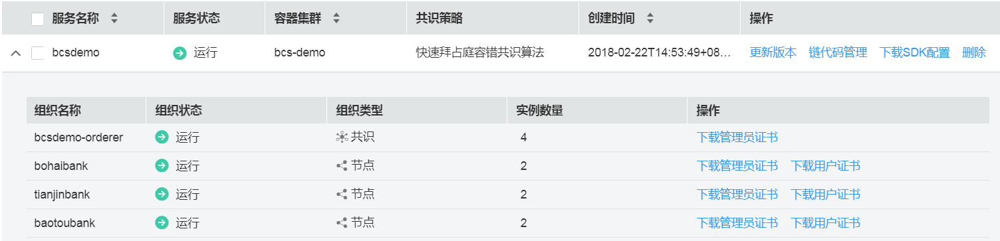 服务名称 服务状态 容器集群 共识策略 创建时间 操作
bcsdemo 运行 bcs-demo 快速拜占庭容错共识算法 2018-02-22T14:53:49+08... 更新版本 链代码管理 下载SDK配置 删除
组织名称 组织状态 组织类型 实例数量 操作
bcsdemo-orderer 运行 共识 4 下载管理员证书
bohaibank 运行 节点 2 下载管理员证书 下载用户证书
tianjinbank 运行 节点 2 下载管理员证书 下载用户证书
baotoubank 运行 节点 2 下载管理员证书 下载用户证书